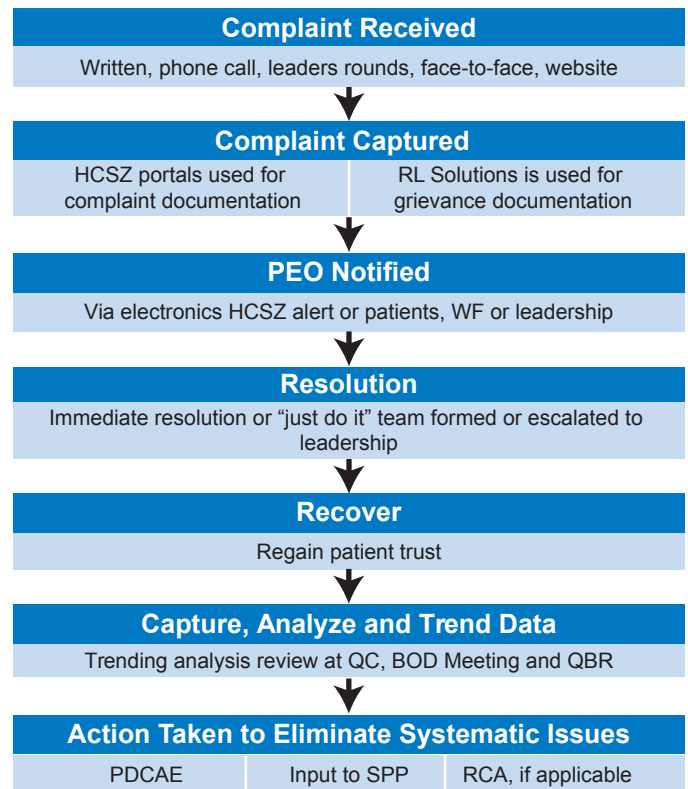 Complaint Received
Written, phone call, leaders rounds, face-to-face, website
Complaint Captured
HCSZ portals used for
complaint documentation
RL Solutions is used for
grievance documentation
PEO Notified
Via electronics HCSZ alert or patients, WF or leadership
Resolution
Immediate resolution or “just do it” team formed or escalated to
leadership
Recover
Regain patient trust
Capture, Analyze and Trend Data
Trending analysis review at QC, BOD Meeting and QBR
Action Taken to Eliminate Systematic Issues
PDCAE
Input to SPP
RCA, if applicable